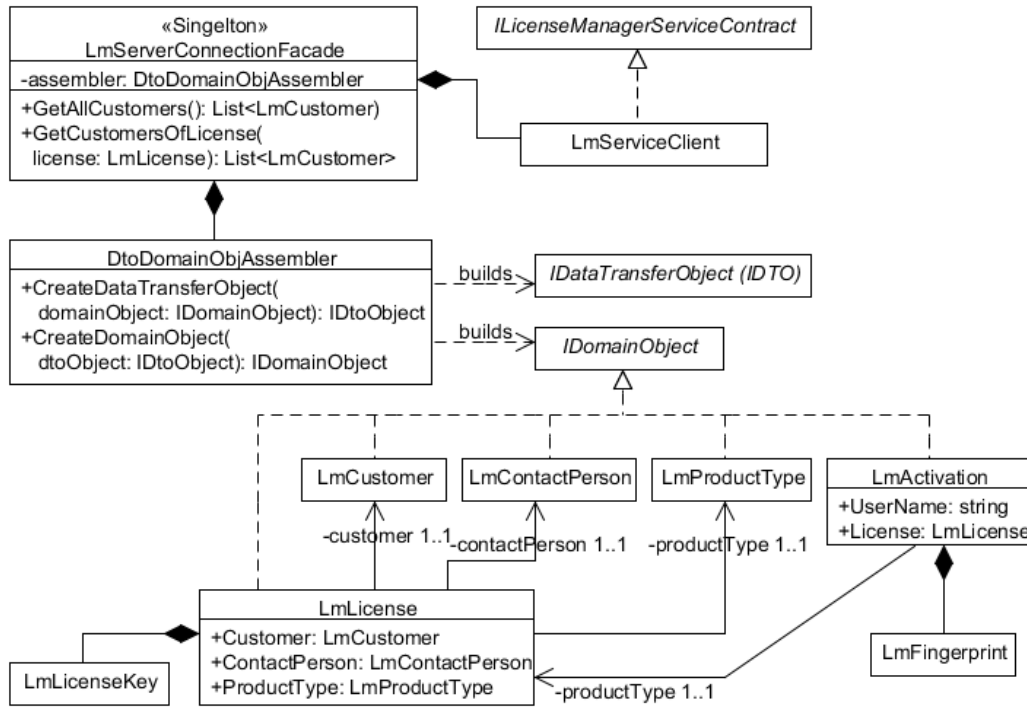 «Singelton»
LmServerConnectionFacade
-assembler: DtoDomainObjAssembler
+GetAllCustomers(): List<LmCustomer)
+GetCustomersOfLicense(
license: LmLicense): List<LmCustomer>
ILicenseManagerServiceContract
LmServiceClient
DtoDomainObjAssembler
+CreateDataTransferObject(
domainObject: IDomainObject): IDtoObject
+CreateDomainObject(
dtoObject: IDtoObject): IDomainObject
builds
IDataTransferObject (IDTO)
builds
IDomainObject
LmCustomer
LmContactPerson
LmProductType
LmActivation
+UserName: string
+License: LmLicense
-customer 1..1
-contactPerson 1..1
-productType 1..1
LmLicense
+Customer: LmCustomer
+ContactPerson: LmContactPerson
+ProductType: LmProductType
LmLicenseKey
LmFingerprint
-productType 1..1